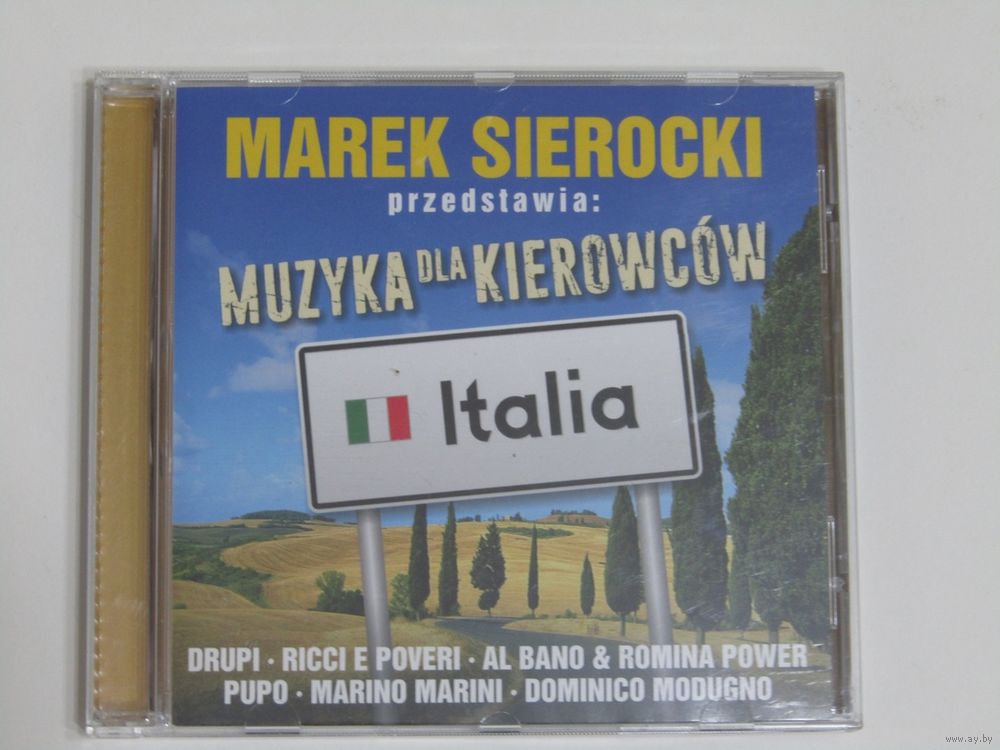 MAREK SIEROCKI
przedstawia:
MUZYKA DLA KIEROWCÓW
Italia
DRUPI · RICCI E POVERI · AL BANO & ROMINA POWER
PUPO · MARINO MARINI · DOMINICO MODUGNO
www.ay.by